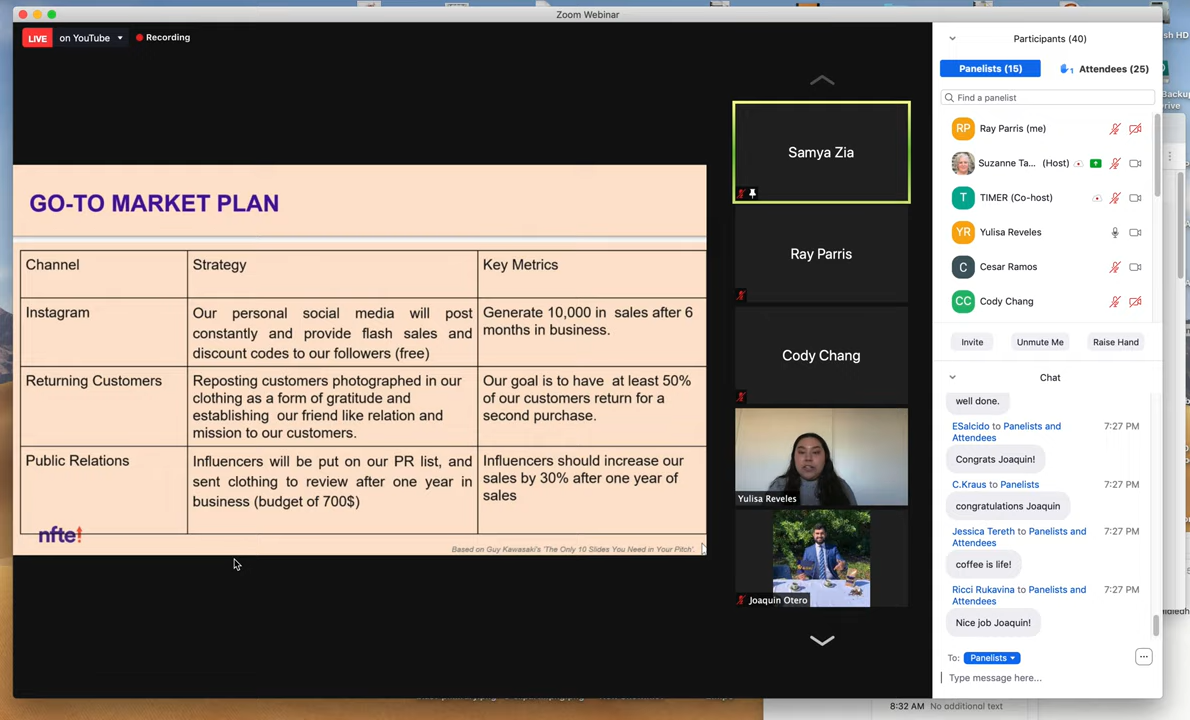 Zoom Webinar
LIVE
on YouTube
Recording
GO-TO MARKET PLAN
Channel
Strategy
Key Metrics
Instagram
Our personal social media will post
constantly and provide flash sales and
discount codes to our followers (free)
Generate 10,000 in sales after 6
months in business.
Returning Customers
Reposting customers photographed in our
clothing as a form of gratitude and
establishing our friend like relation and
mission to our customers.
Our goal is to have at least 50%
of our customers return for a
second purchase.
Public Relations
Influencers will be put on our PR list, and
sent clothing to review after one year in
business (budget of 700$)
Influencers should increase our
sales by 30% after one year of
sales
nfte!
Based on Guy Kawasaki's 'The Only 10 Slides You Need in Your Pitch'.
Samya Zia
Ray Parris
Cody Chang
Yulisa Reveles
Joaquin Otero
Participants (40)
Panelists (15)
1
Attendees (25)
Find a panelist
RP
Ray Parris (me)
Suzanne Ta... (Host)
T
TIMER (Co-host)
YR
Yulisa Reveles
C
Cesar Ramos
CC
Cody Chang
Invite
Unmute Me
Raise Hand
Chat
well done.
ESalcido to Panelists and
Attendees
7:27 PM
Congrats Joaquin!
C.Kraus to Panelists
7:27 PM
congratulations Joaquin
Jessica Tereth to Panelists and
Attendees
7:27 PM
coffee is life!
Ricci Rukavina to Panelists and
Attendees
7:27 PM
Nice job Joaquin!
To: Panelists
...
Type message here...
8:32 AM No additional text
sh HD
Backup
rive